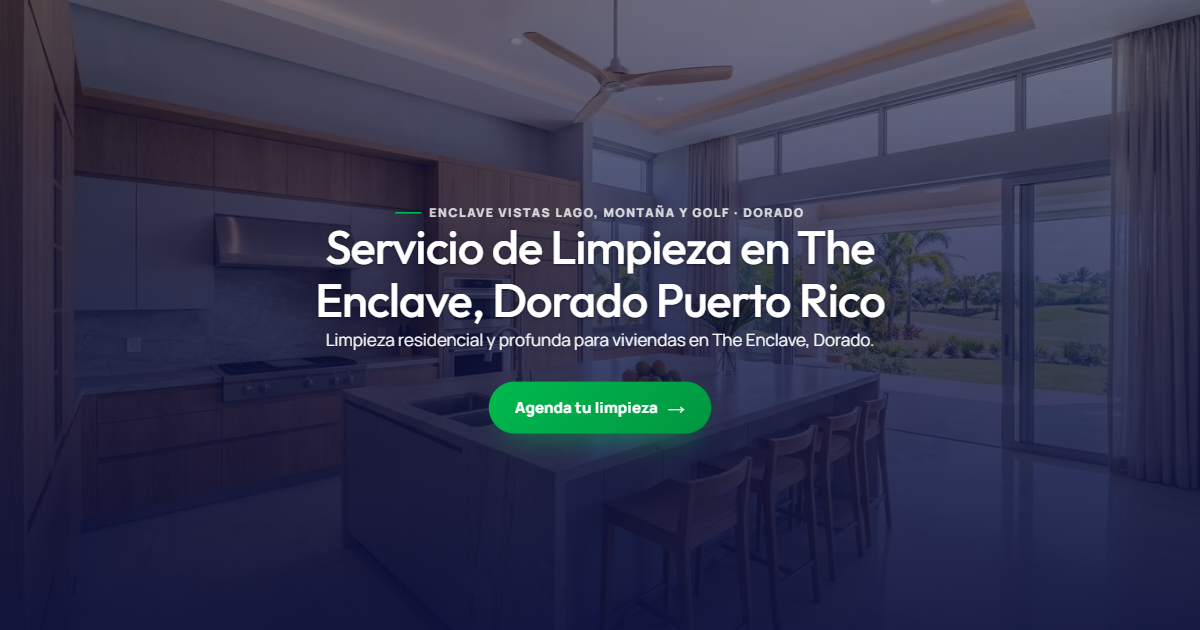 ENCLAVE VISTAS LAGO, MONTAÑA Y GOLF · DORADO
Servicio de Limpieza en The
Enclave, Dorado Puerto Rico
Limpieza residencial y profunda para viviendas en The Enclave, Dorado.
Agenda tu limpieza →